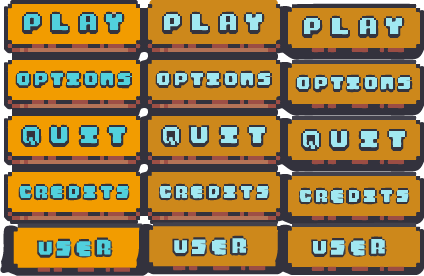 PLAY PLAY PLAY
OPTIONS OPTIONS OPTIONS
QUIT QUIT QUIT
CREDITS CREDITS CREDITS
USER USER USER